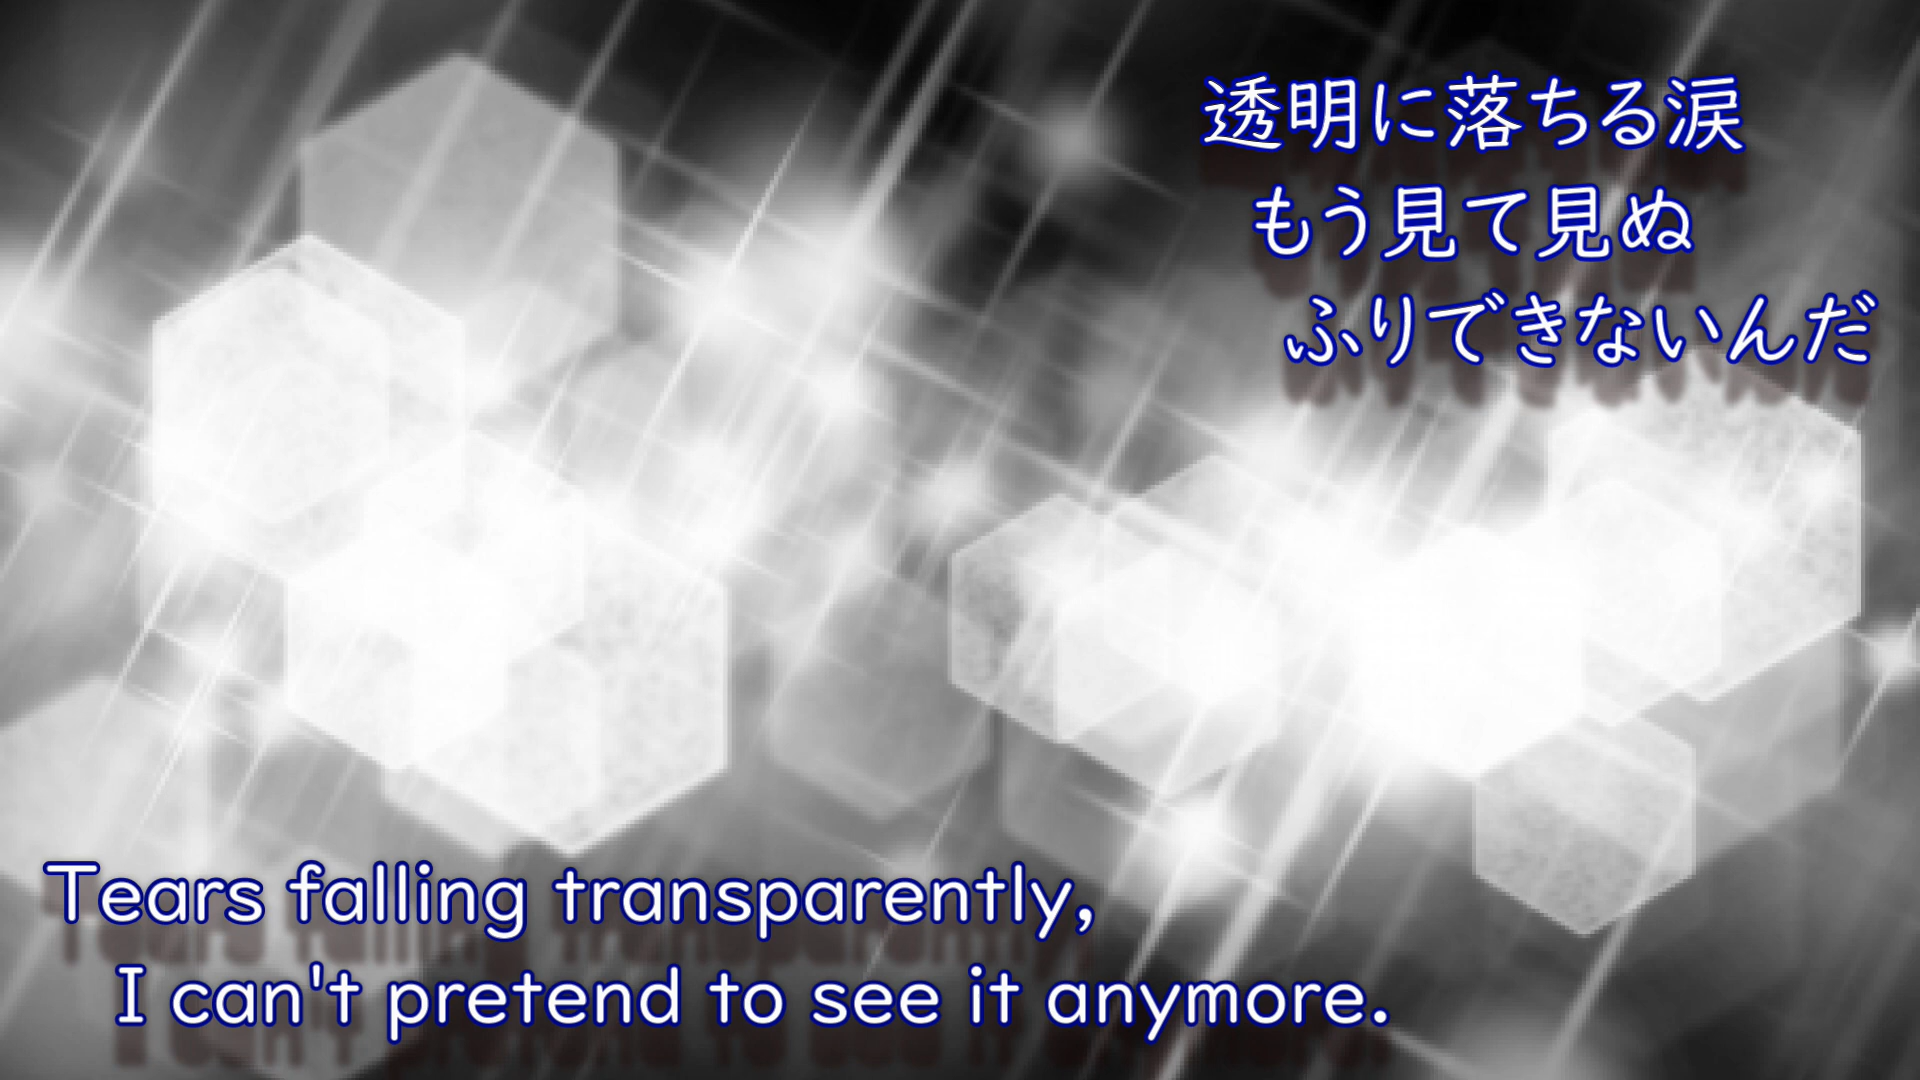 透明に落ちる涙
もう見て見ぬ
ふりできないんだ
Tears falling transparently,
I can't pretend to see it anymore.